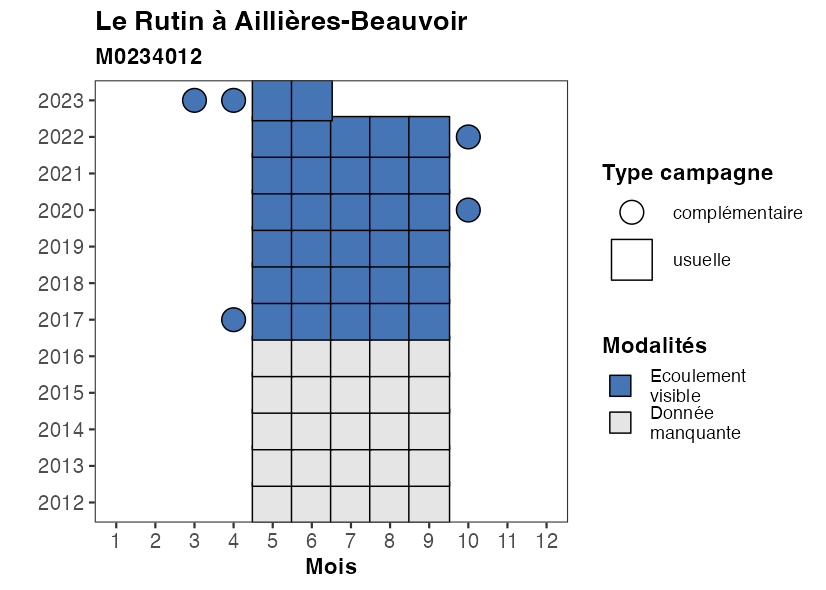 Le Rutin à Aillières-Beauvoir
M0234012
2023
2022
2021
2020
2019
2018
2017
2016
2015
2014
2013
2012
1 2 3 4 5 6 7 8 9 10 11 12
Mois
Type campagne
complémentaire
usuelle
Modalités
Ecoulement
visible
Donnée
manquante